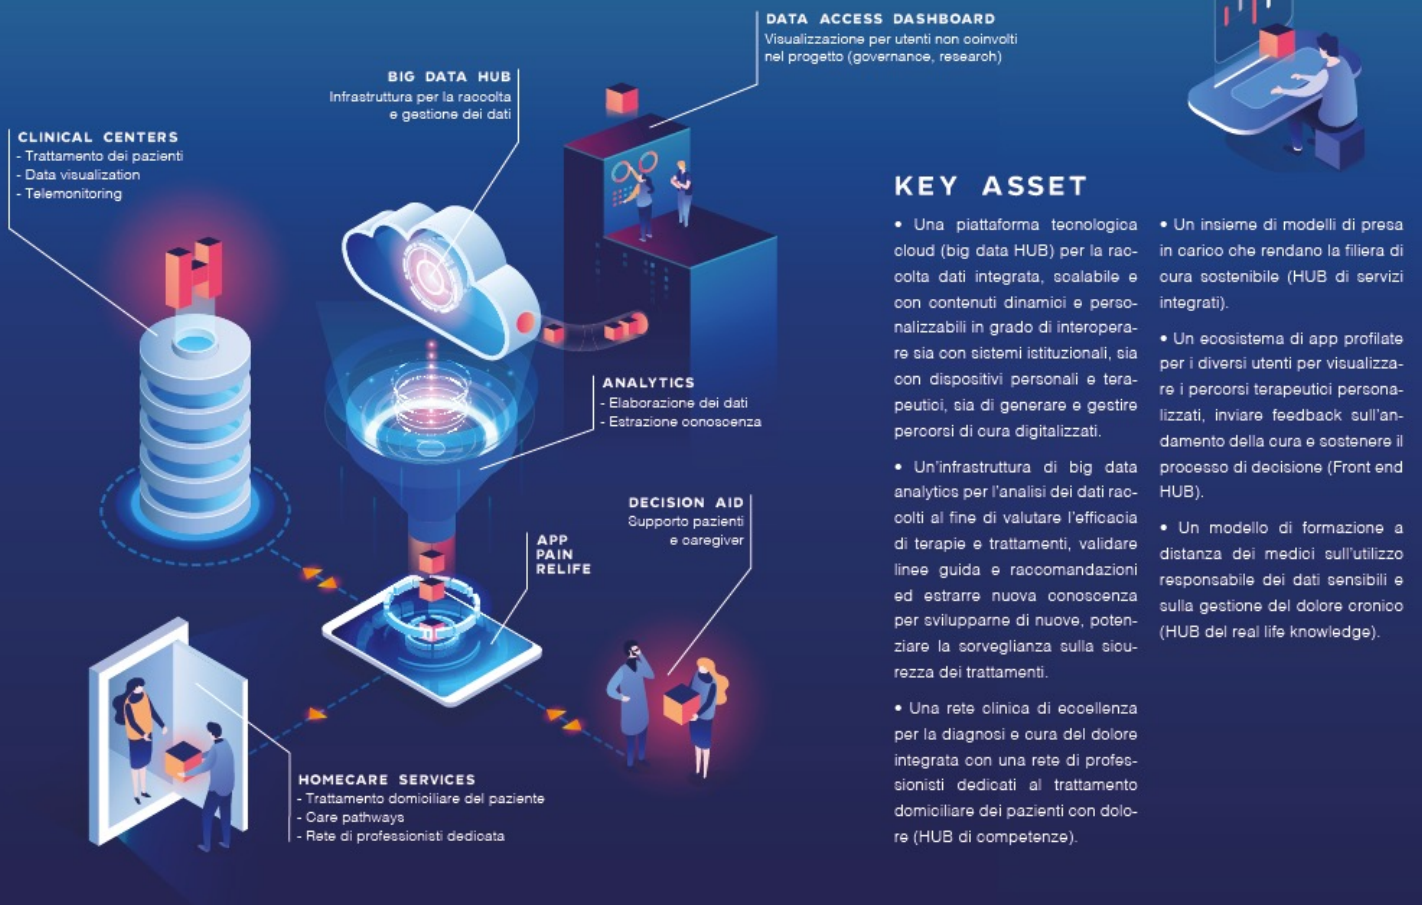 DATA ACCESS DASHBOARD
Visualizzazione per utenti non coinvolti
nel progetto (governance, research)
BIG DATA HUB
Infrastruttura per la raccolta
e gestione dei dati
CLINICAL CENTERS
- Trattamento dei pazienti
- Data visualization
- Telemonitoring
H
ANALYTICS
- Elaborazione dei dati
- Estrazione conoscenza
DECISION AID
Supporto pazienti
e caregiver
APP
PAIN
RELIFE
HOMECARE SERVICES
- Trattamento domiciliare del paziente
- Care pathways
- Rete di professionisti dedicata
KEY ASSET
• Una piattaforma tecnologica
cloud (big data HUB) per la rac-
colta dati integrata, scalabile e
con contenuti dinamici e perso-
nalizzabili in grado di interopera-
re sia con sistemi istituzionali, sia
con dispositivi personali e tera-
peutici, sia di generare e gestire
percorsi di cura digitalizzati.
• Un'infrastruttura di big data
analytics per l'analisi dei dati rac-
colti al fine di valutare l'efficacia
di terapie e trattamenti, validare
linee guida e raccomandazioni
ed estrarre nuova conoscenza
per svilupparne di nuove, poten-
ziare la sorveglianza sulla sicu-
rezza dei trattamenti.
• Una rete clinica di eccellenza
per la diagnosi e cura del dolore
integrata con una rete di profes-
sionisti dedicati al trattamento
domiciliare dei pazienti con dolo-
re (HUB di competenze).
• Un insieme di modelli di presa
in carico che rendano la filiera di
cura sostenibile (HUB di servizi
integrati).
• Un ecosistema di app profilate
per i diversi utenti per visualizza-
re i percorsi terapeutici persona-
lizzati, inviare feedback sull'an-
damento della cura e sostenere il
processo di decisione (Front end
HUB).
• Un modello di formazione a
distanza dei medici sull'utilizzo
responsabile dei dati sensibili e
sulla gestione del dolore cronico
(HUB del real life knowledge).